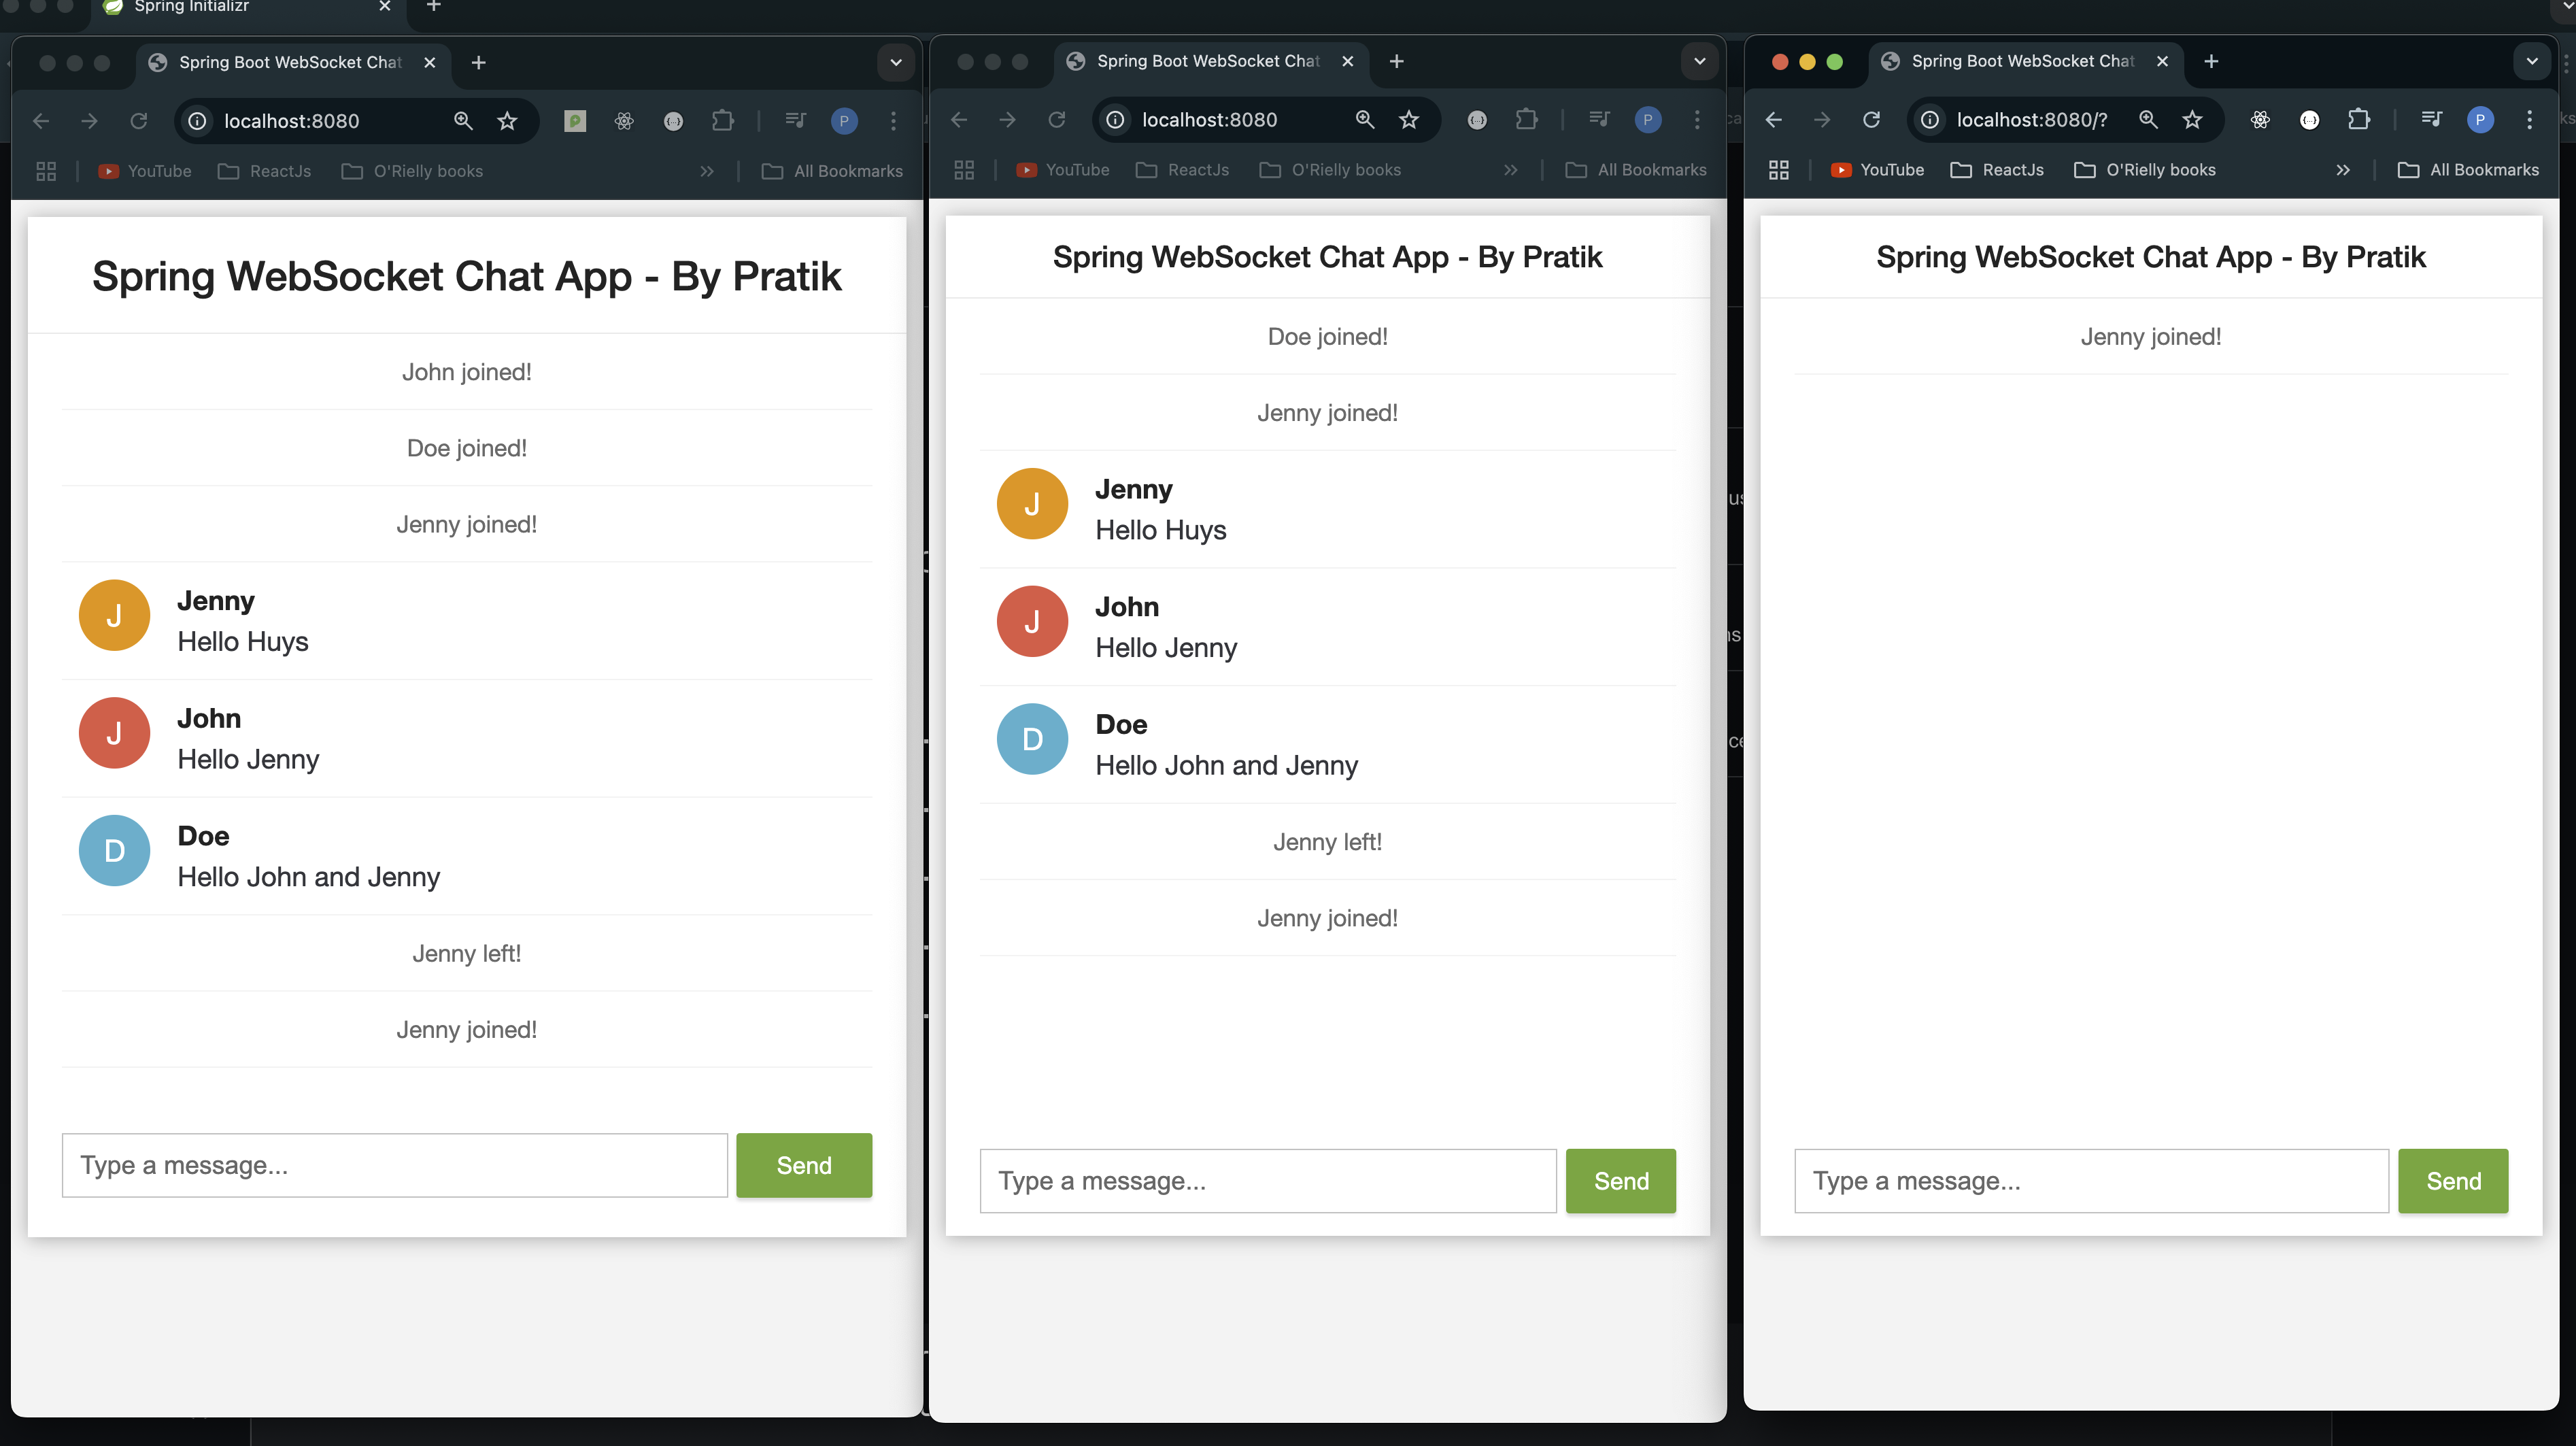 Spring Initializr
Spring Boot WebSocket Chat
localhost:8080
P
YouTube
ReactJs
O'Rielly books
All Bookmarks
Spring WebSocket Chat App - By Pratik
John joined!
Doe joined!
Jenny joined!
J
Jenny
Hello Huys
J
John
Hello Jenny
D
Doe
Hello John and Jenny
Jenny left!
Jenny joined!
Type a message...
Send
Spring Boot WebSocket Chat
localhost:8080
P
YouTube
ReactJs
O'Rielly books
All Bookmarks
Spring WebSocket Chat App - By Pratik
Doe joined!
Jenny joined!
J
Jenny
Hello Huys
J
John
Hello Jenny
D
Doe
Hello John and Jenny
Jenny left!
Jenny joined!
Type a message...
Send
Spring Boot WebSocket Chat
localhost:8080/?
P
YouTube
ReactJs
O'Rielly books
All Bookmarks
Spring WebSocket Chat App - By Pratik
Jenny joined!
Type a message...
Send